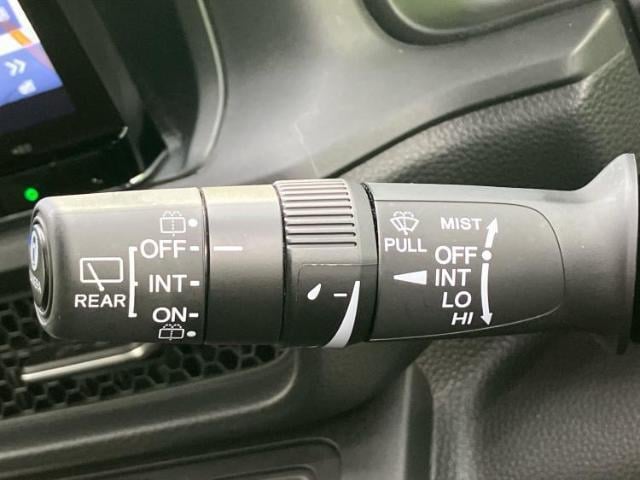 OFF
INT
ON
REAR
PULL
MIST
OFF
INT
LO
HI